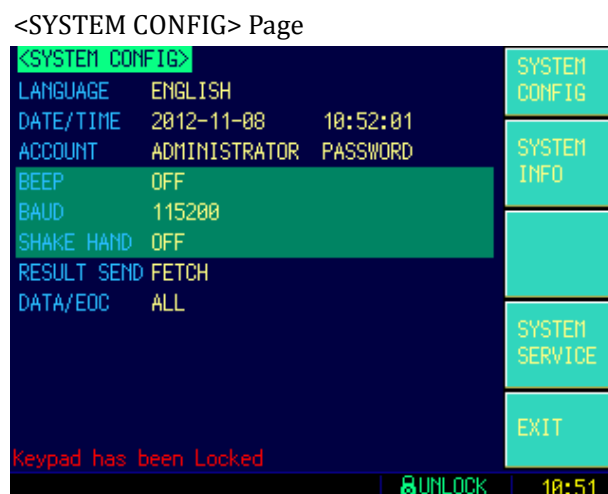 <SYSTEM CONFIG> Page
<SYSTEM CONFIG>
LANGUAGE ENGLISH
DATE/TIME 2012-11-08 10:52:01
ACCOUNT ADMINISTRATOR PASSWORD
BEEP OFF
BAUD 115200
SHAKE HAND OFF
RESULT SEND FETCH
DATA/EOC ALL
Keypad has been Locked
SYSTEM
CONFIG
SYSTEM
INFO
SYSTEM
SERVICE
EXIT
UNLOCK 10:51